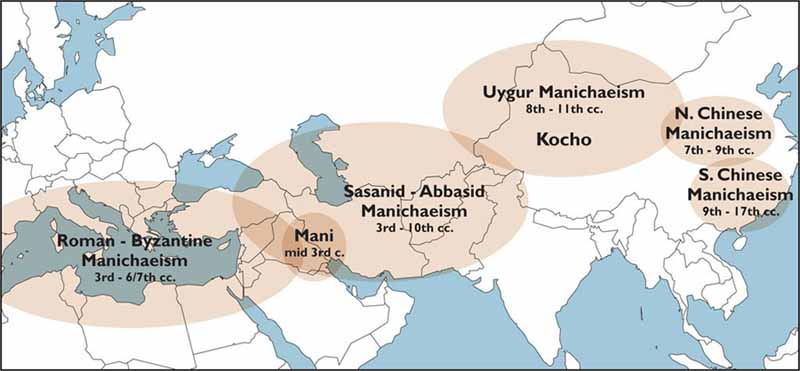 Uygur Manichaeism
8th - 11th cc.
Kocho
N. Chinese
Manichaeism
7th - 9th cc.
S. Chinese
Manichaeism
9th - 17th cc.
Sasanid - Abbasid
Manichaeism
3rd - 10th cc.
Mani
mid 3rd c.
Roman - Byzantine
Manichaeism
3rd - 6/7th cc.